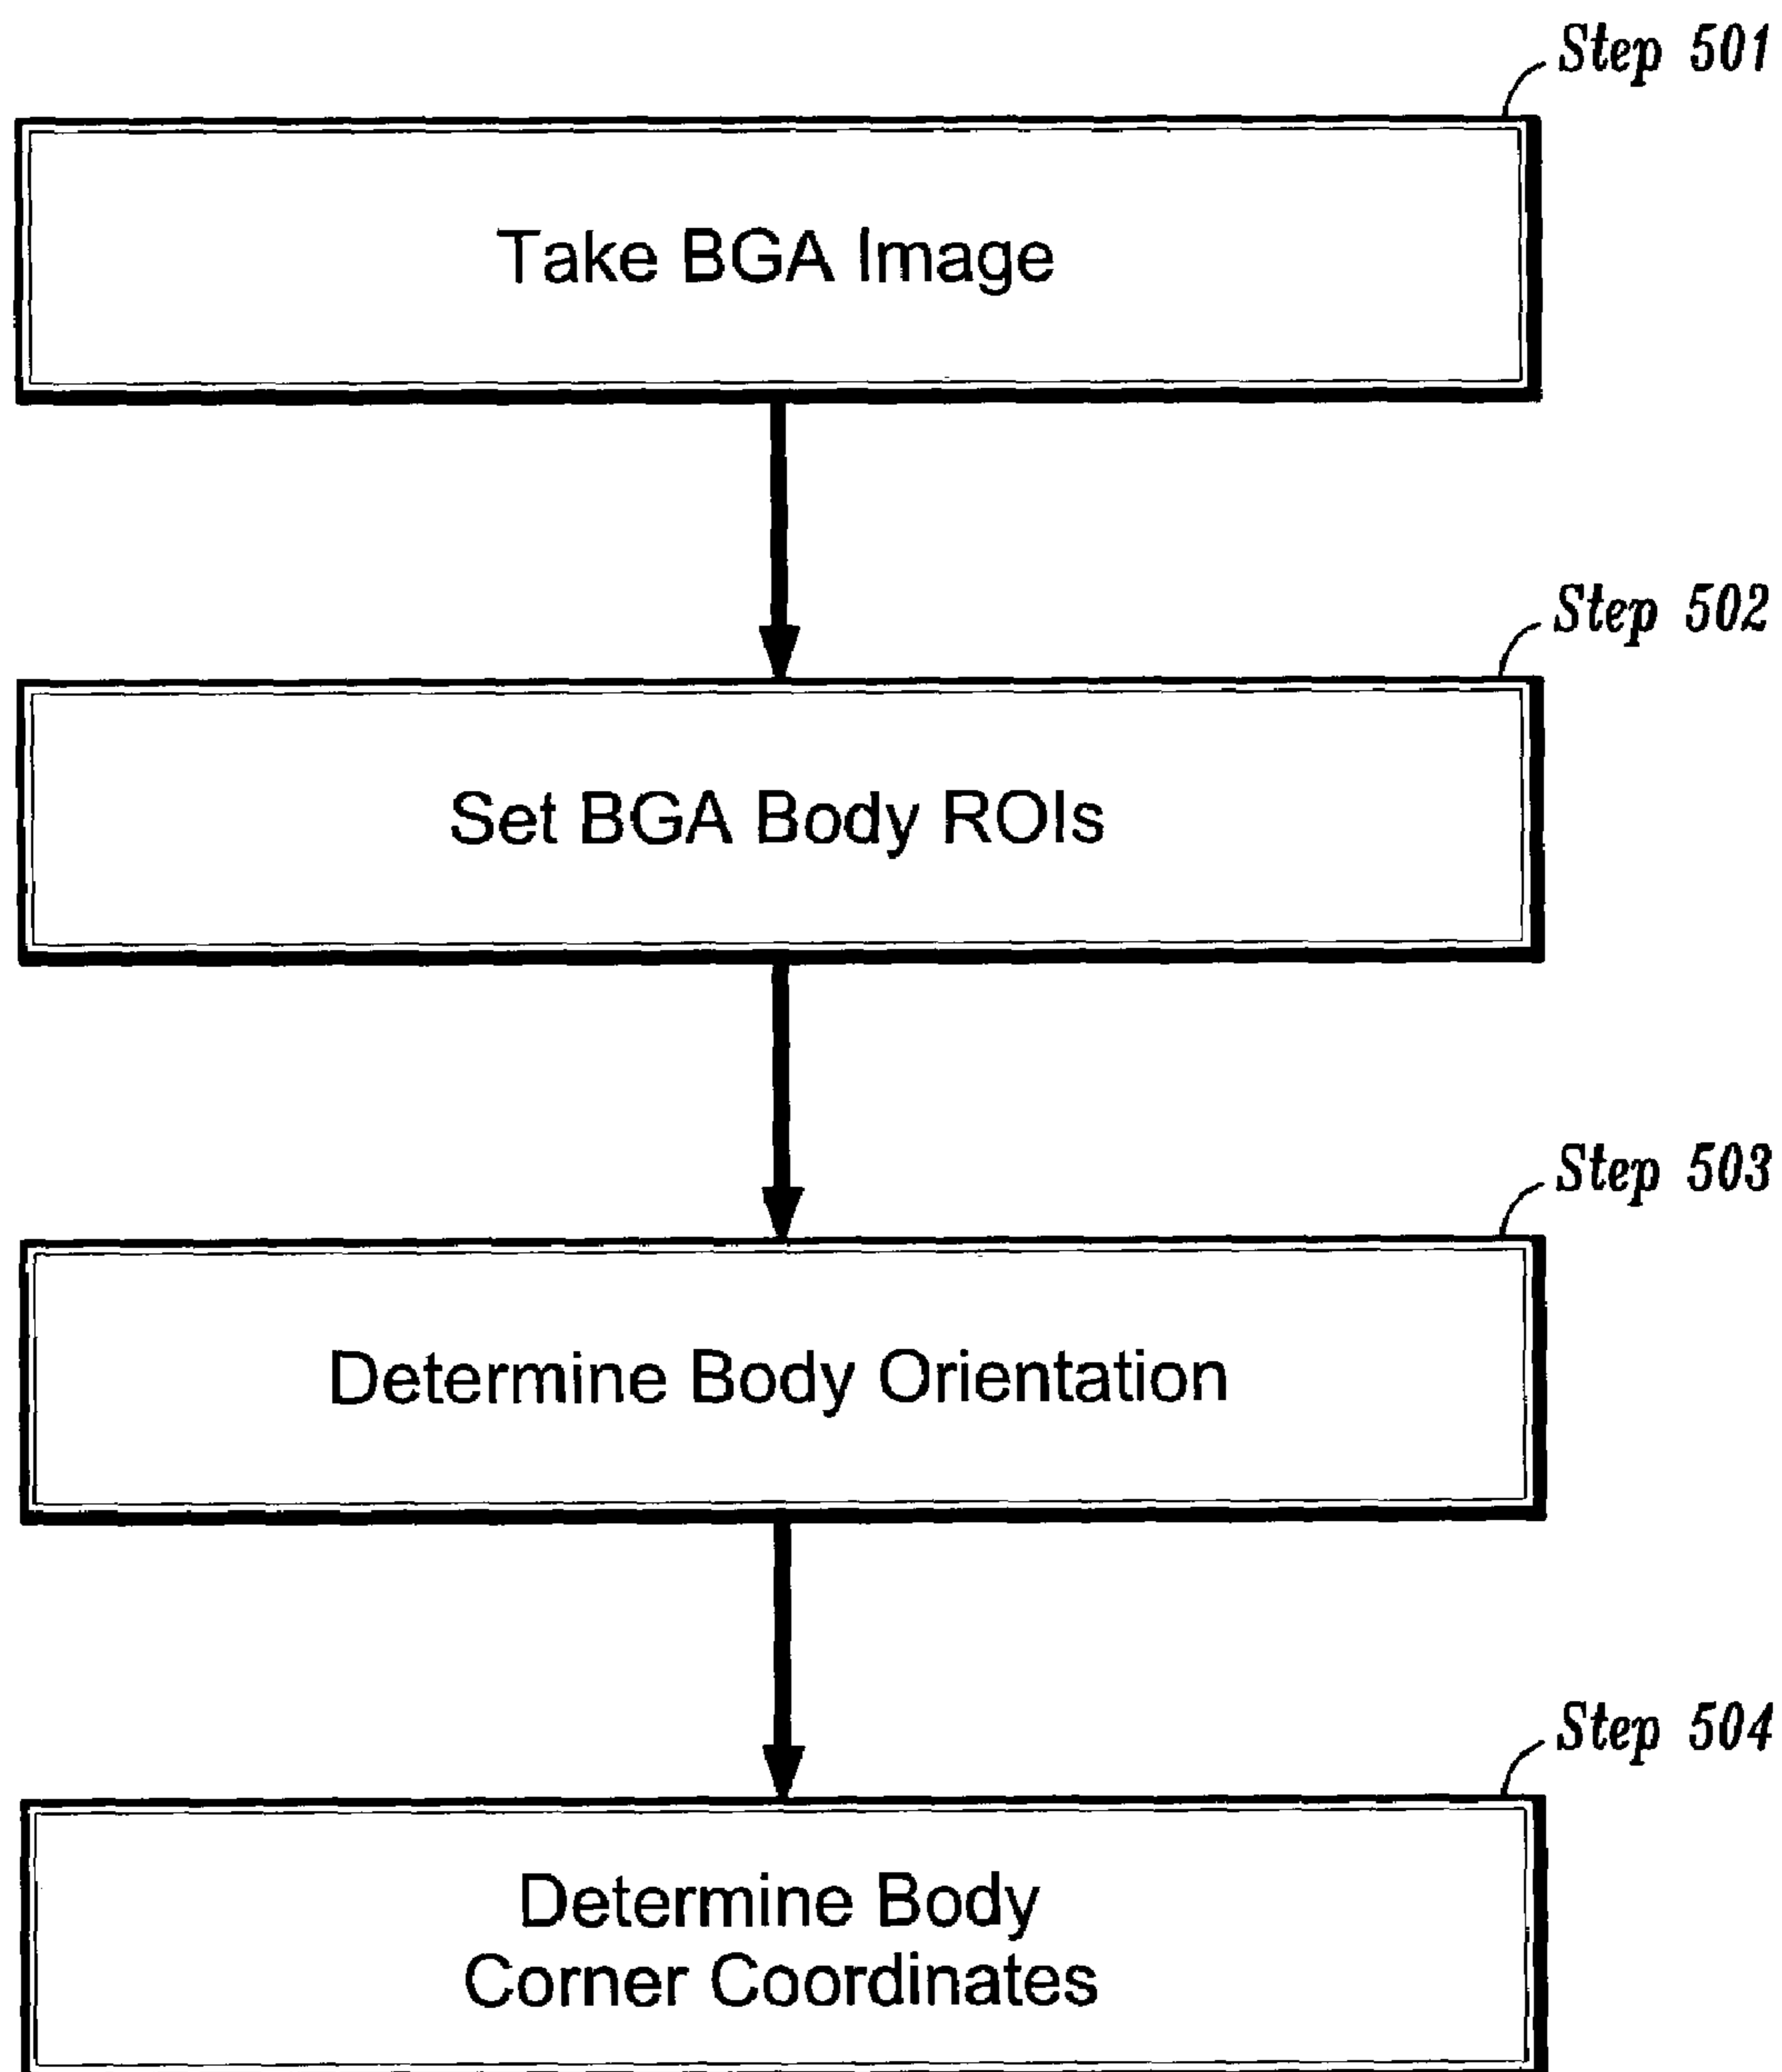 Step 501
Take BGA Image
Step 502
Set BGA Body ROIs
Step 503
Determine Body Orientation
Step 504
Determine Body
Corner Coordinates